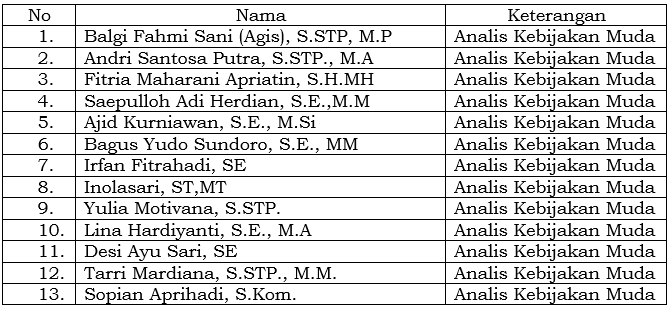 No Nama Keterangan
1. Balgi Fahmi Sani (Agis), S.STP, M.P Analis Kebijakan Muda
2. Andri Santosa Putra, S.STP., M.A Analis Kebijakan Muda
3. Fitria Maharani Apriatin, S.H.MH Analis Kebijakan Muda
4. Saepulloh Adi Herdian, S.E.,M.M Analis Kebijakan Muda
5. Ajid Kurniawan, S.E., M.Si Analis Kebijakan Muda
6. Bagus Yudo Sundoro, S.E., MM Analis Kebijakan Muda
7. Irfan Fitrahadi, SE Analis Kebijakan Muda
8. Inolasari, ST,MT Analis Kebijakan Muda
9. Yulia Motivana, S.STP. Analis Kebijakan Muda
10. Lina Hardiyanti, S.E., M.A Analis Kebijakan Muda
11. Desi Ayu Sari, SE Analis Kebijakan Muda
12. Tarri Mardiana, S.STP., M.M. Analis Kebijakan Muda
13. Sopian Aprihadi, S.Kom. Analis Kebijakan Muda